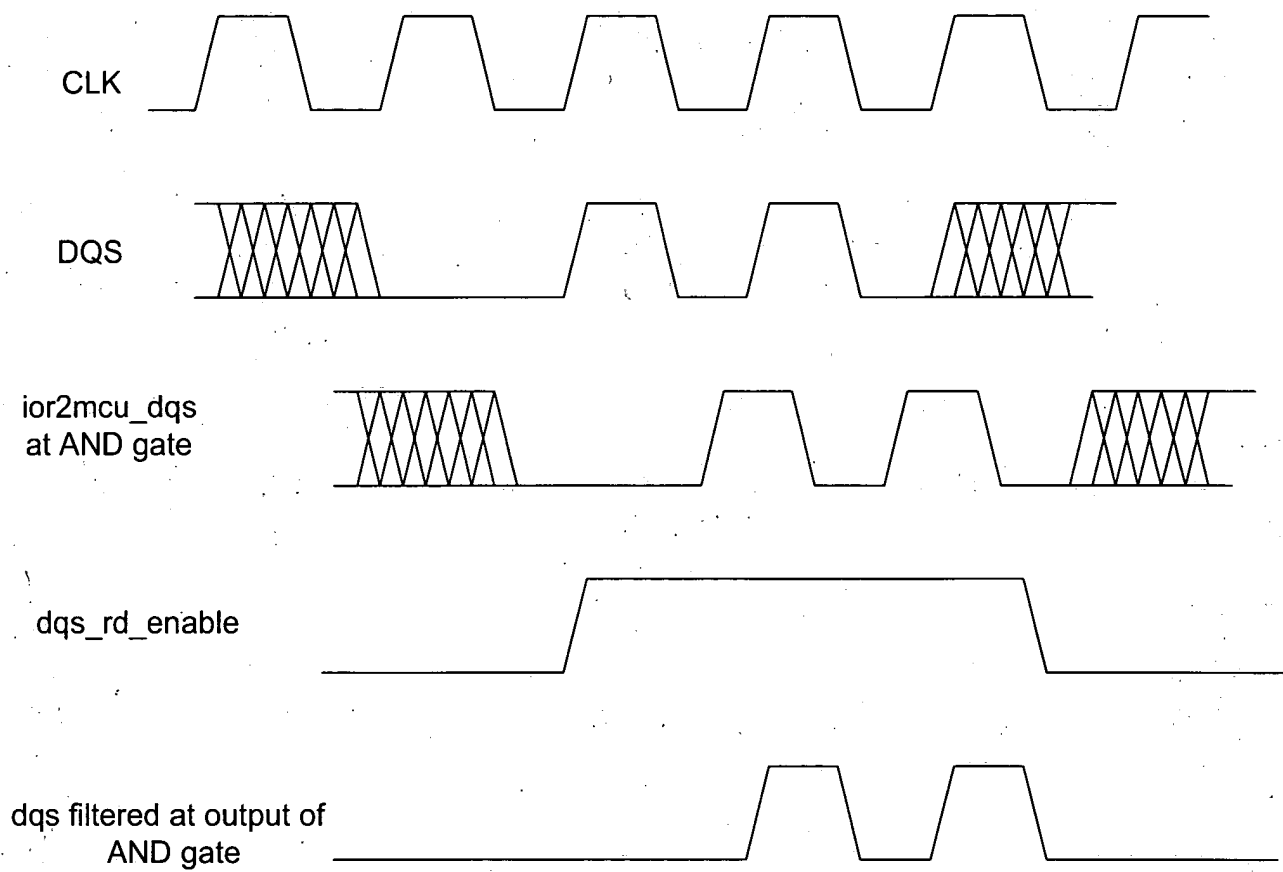 CLK
DQS
ior2mcu_dqs
at AND gate
dqs_rd_enable
dqs filtered at output of
AND gate